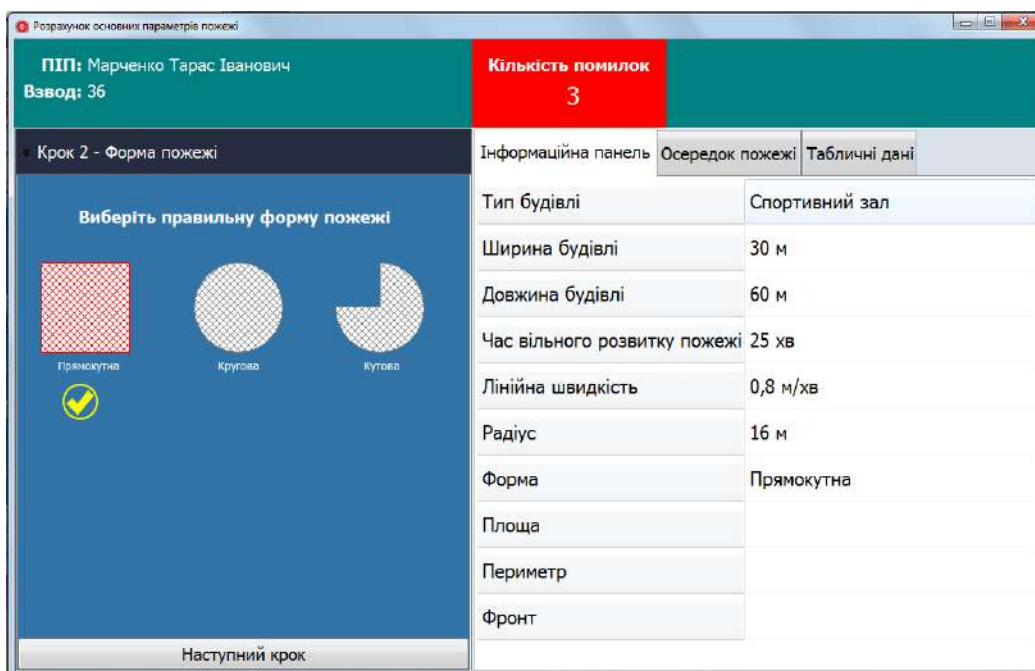 Розрахунок основних параметрів пожежі
ПІП: Марченко Тарас Іванович
Взвод: 36
Кількість помилок
3
Крок 2 - Форма пожежі
Виберіть правильну форму пожежі
Прямокутна Кругова Кутова
Наступний крок
Інформаційна панель Осередок пожежі Табличні дані
Тип будівлі Спортивний зал
Ширина будівлі 30 м
Довжина будівлі 60 м
Час вільного розвитку пожежі 25 хв
Лінійна швидкість 0,8 м/хв
Радіус 16 м
Форма Прямокутна
Площа
Периметр
Фронт